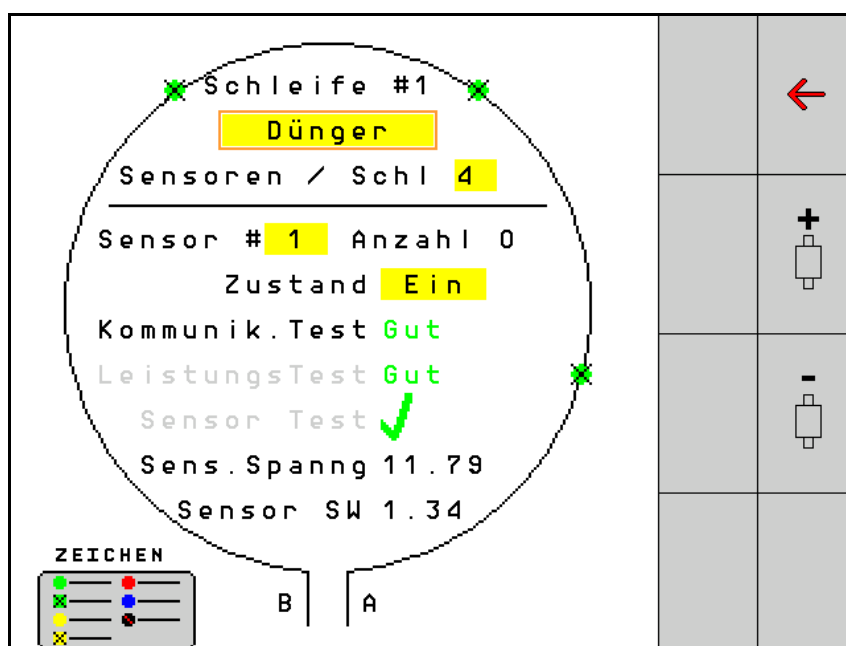 Schleife #1
Dünger
Sensoren / Schl 4
Sensor # 1 Anzahl 0
Zustand Ein
Kommunik.Test Gut
LeistungsTest Gut
Sensor Test
Sens.Spanng 11.79
Sensor SW 1.34
ZEICHEN
B A
+
-